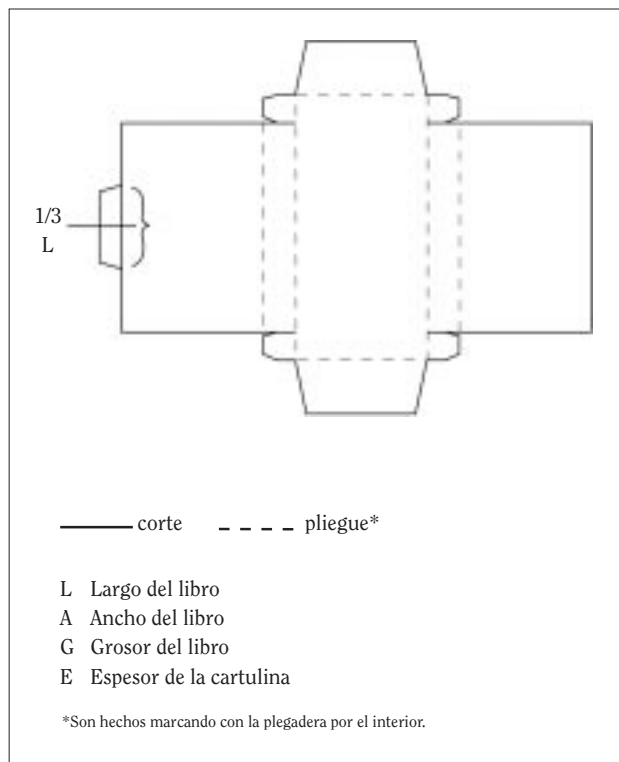 1/3
L
corte pliegue*
L Largo del libro
A Ancho del libro
G Grosor del libro
E Espesor de la cartulina
*Son hechos marcando con la plegadera por el interior.